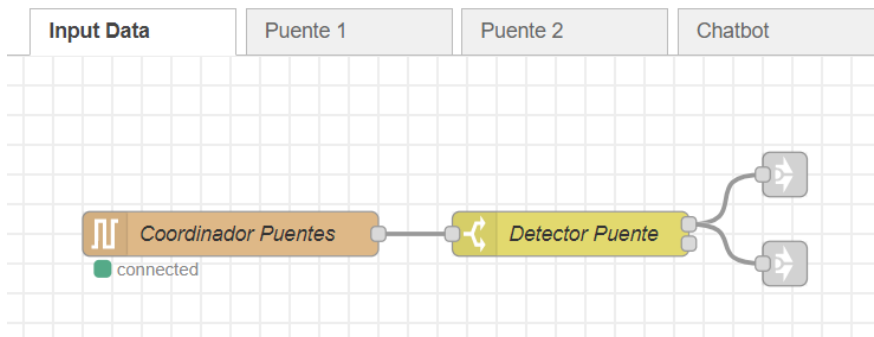 Input Data
Puente 1
Puente 2
Chatbot
Coordinador Puentes
Detector Puente
connected